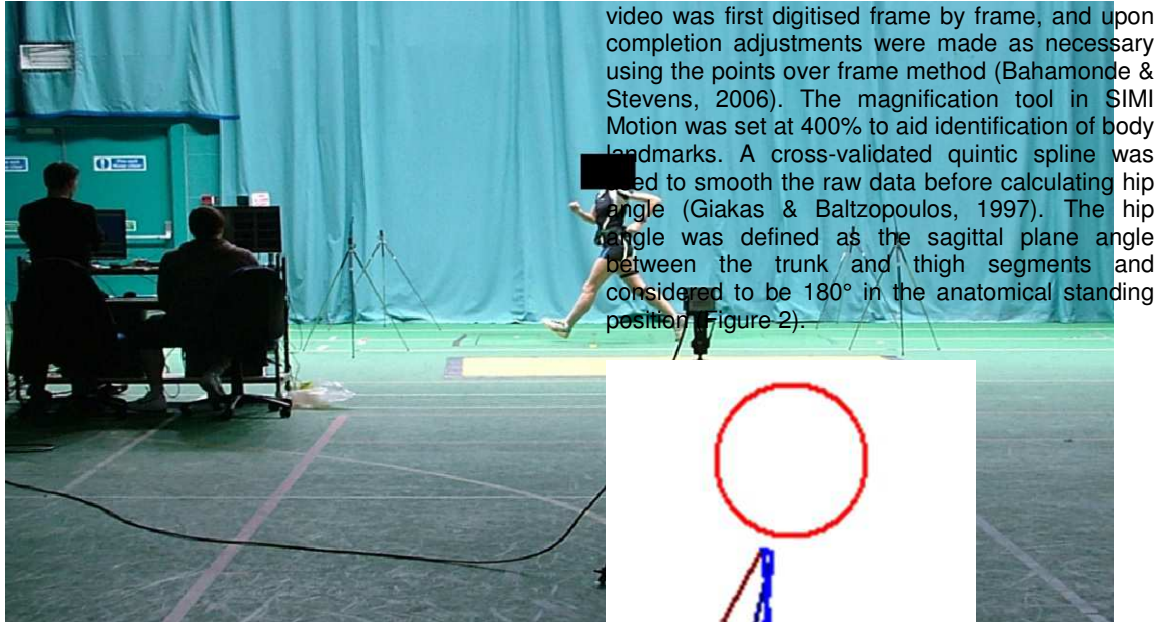 video was first digitised frame by frame, and upon
completion adjustments were made as necessary
using the points over frame method (Bahamonde &
Stevens, 2006). The magnification tool in SIMI
Motion was set at 400% to aid identification of body
landmarks. A cross-validated quintic spline was
to smooth the raw data before calculating hip
angle (Giakas & Baltzopoulos, 1997). The hip
angle was defined as the sagittal plane angle
between the trunk and thigh segments and
considered to be 180° in the anatomical standing
position (Figure 2).